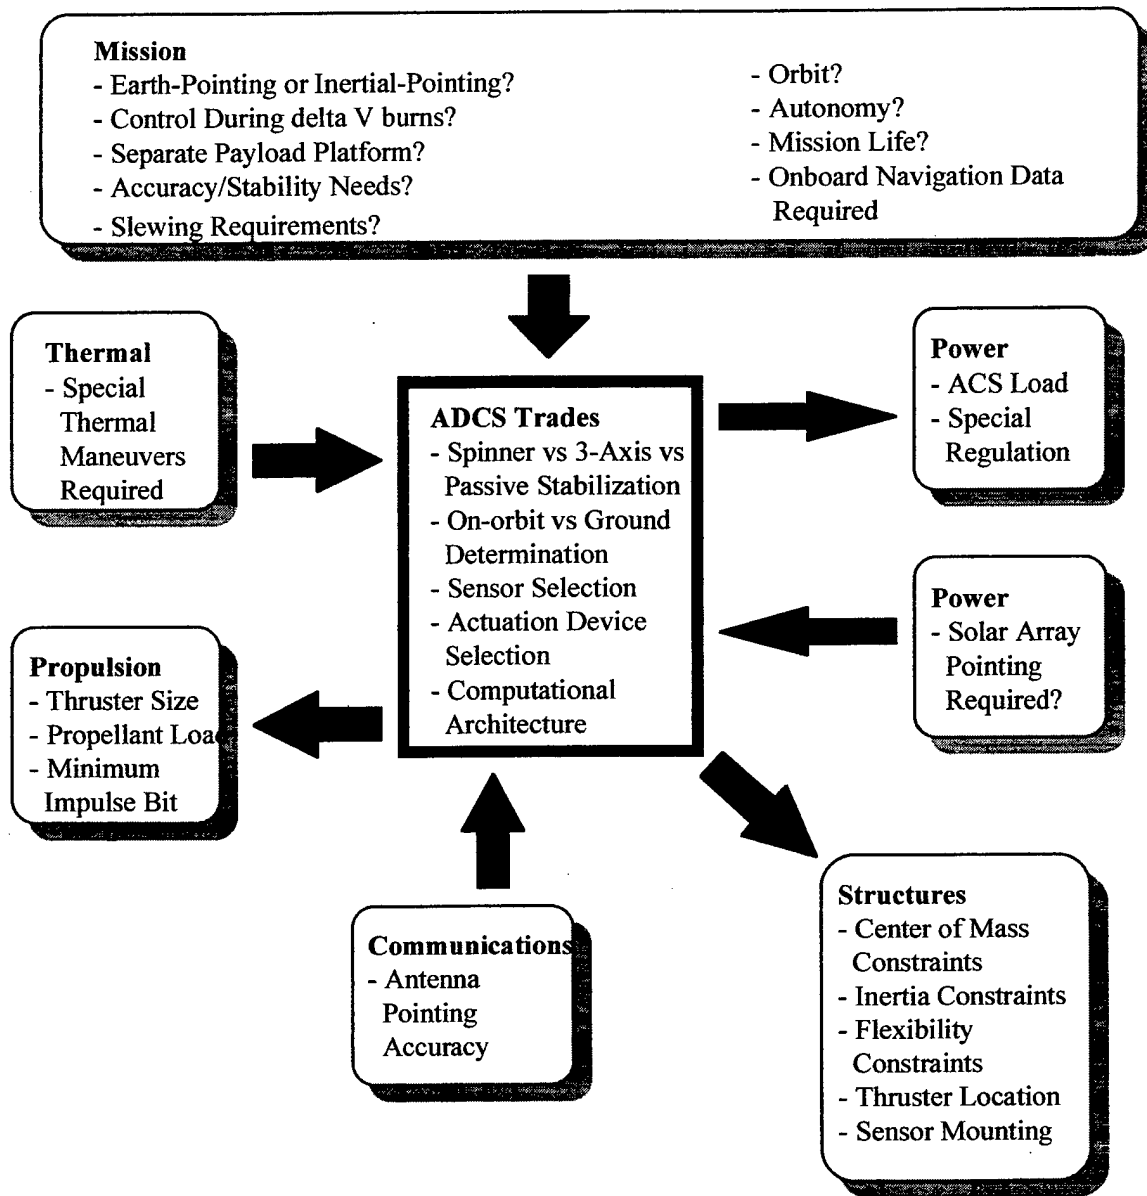 Mission
- Earth-Pointing or Inertial-Pointing?
- Control During delta V burns?
- Separate Payload Platform?
- Accuracy/Stability Needs?
- Slewing Requirements?
- Orbit?
- Autonomy?
- Mission Life?
- Onboard Navigation Data
Required
Thermal
- Special
Thermal
Maneuvers
Required
ADCS Trades
- Spinner vs 3-Axis vs
Passive Stabilization
- On-orbit vs Ground
Determination
- Sensor Selection
- Actuation Device
Selection
- Computational
Architecture
Power
- ACS Load
- Special
Regulation
Power
- Solar Array
Pointing
Required?
Propulsion
- Thruster Size
- Propellant Load
- Minimum
Impulse Bit
Communications
- Antenna
Pointing
Accuracy
Structures
- Center of Mass
Constraints
- Inertia Constraints
- Flexibility
Constraints
- Thruster Location
- Sensor Mounting